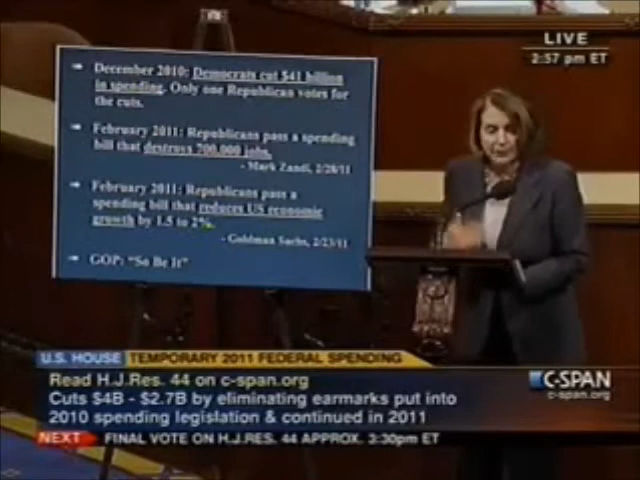 LIVE
2:57 pm ET
→ December 2010: Democrats cut $41 billion
in spending. Only one Republican votes for
the cuts.
→ February 2011: Republicans pass a spending
bill that destroys 700,000 jobs.
- Mark Zandi, 2/28/11
→ February 2011: Republicans pass a
spending bill that reduces US economic
growth by 1.5 to 2%.
- Goldman Sachs, 2/23/11
→ GOP: "So Be It"
U.S. HOUSE TEMPORARY 2011 FEDERAL SPENDING
Read H.J.Res. 44 on c-span.org
Cuts $4B - $2.7B by eliminating earmarks put into
2010 spending legislation & continued in 2011
C-SPAN
c-span.org
NEXT FINAL VOTE ON H.J.RES. 44 APPROX. 3:30pm ET